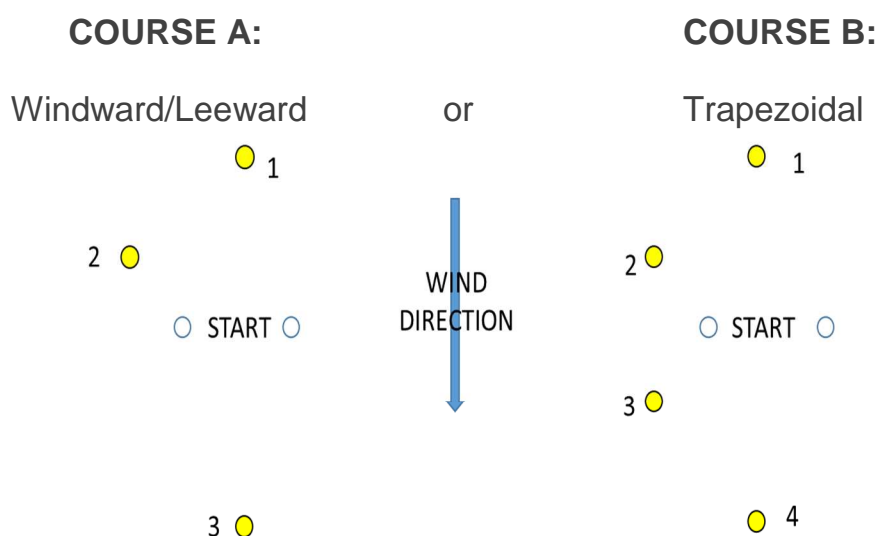 COURSE A: COURSE B:
Windward/Leeward or Trapezoidal
1 1
2 2
WIND
DIRECTION
START START
3
3 4